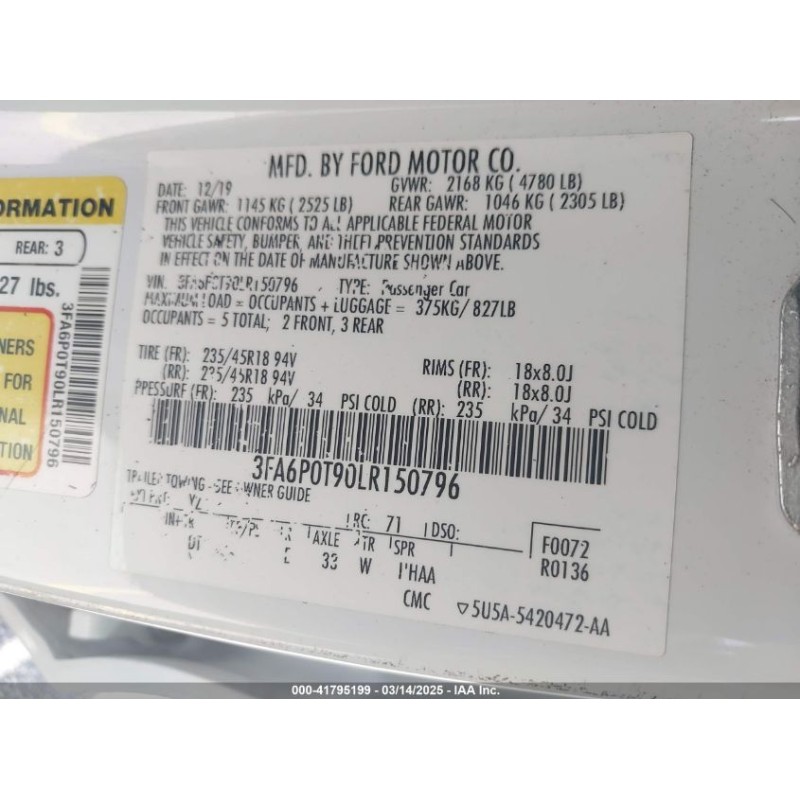 ORMATION
REAR: 3
27 lbs.
NERS
FOR
NAL
TION
3FA6P0T90LR150796
MFD. BY FORD MOTOR CO.
DATE: 12/19 GVWR: 2168 KG ( 4780 LB)
FRONT GAWR: 1145 KG ( 2525 LB) REAR GAWR: 1046 KG ( 2305 LB)
THIS VEHICLE CONFORMS TO ALL APPLICABLE FEDERAL MOTOR
VEHICLE SAFETY, BUMPER, AND THEFT PREVENTION STANDARDS
IN EFFECT ON THE DATE OF MANUFACTURE SHOWN ABOVE.
VIN: TYPE: Passenger Car
MAXIMUM LOAD = OCCUPANTS + LUGGAGE = 375KG/ 827LB
OCCUPANTS = 5 TOTAL; 2 FRONT, 3 REAR
TIRE (FR): 235/45R18 94V RIMS (FR): 18x8.0J
(RR): 235/45R18 94V (RR): 18x8.0J
PRESSURE (FR): 235 kPa/ 34 PSI COLD (RR): 235 kPa/ 34 PSI COLD
3FA6P0T90LR150796
TRAILER TOWING - SEE OWNER GUIDE
RC: 71 DSO: F0072
AXLE TR SPR R0136
DT E 33 W
CMC ▽5U5A-5420472-AA
000-41795199 - 03/14/2025 - IAA Inc.